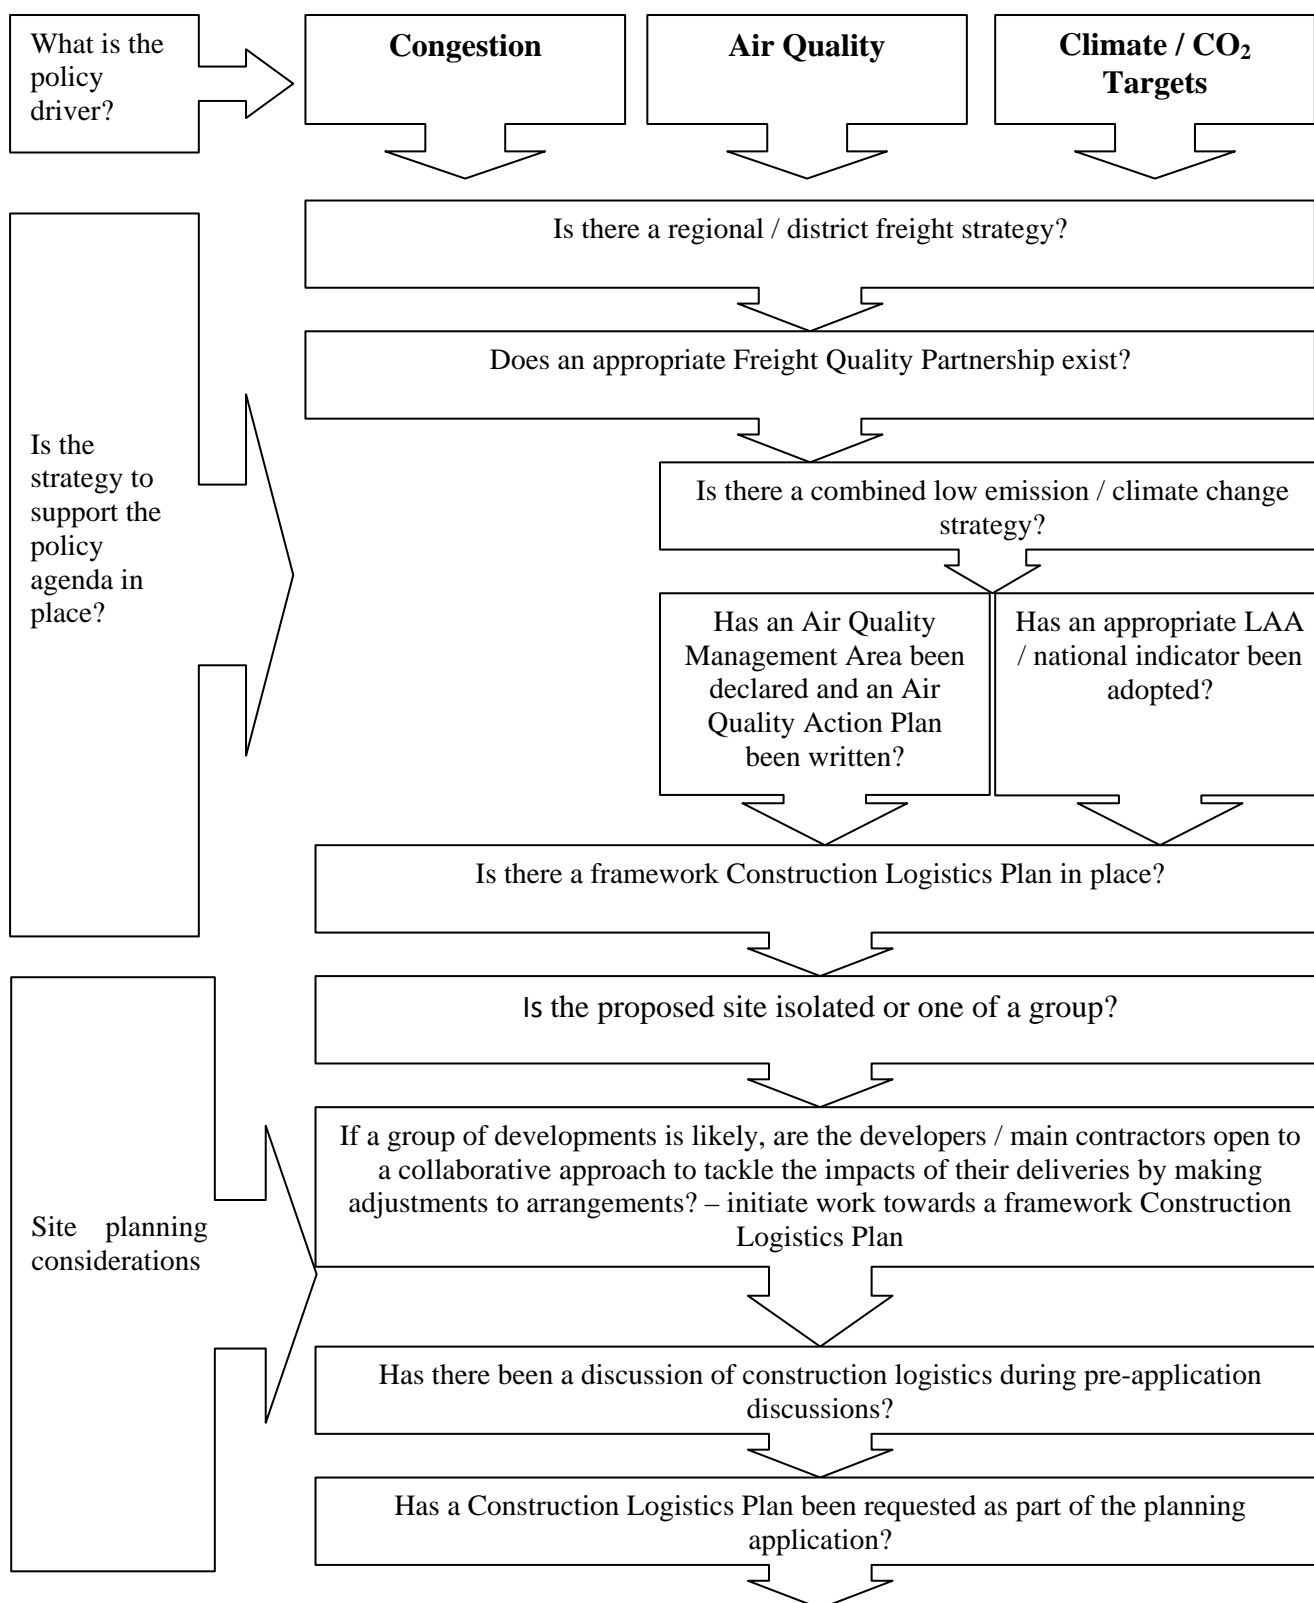 What is the
policy
driver?
Congestion
Air Quality
Climate / CO₂
Targets
Is there a regional / district freight strategy?
Does an appropriate Freight Quality Partnership exist?
Is the
strategy to
support the
policy
agenda in
place?
Is there a combined low emission / climate change
strategy?
Has an Air Quality
Management Area been
declared and an Air
Quality Action Plan
been written?
Has an appropriate LAA
/ national indicator been
adopted?
Is there a framework Construction Logistics Plan in place?
Is the proposed site isolated or one of a group?
If a group of developments is likely, are the developers / main contractors open to
a collaborative approach to tackle the impacts of their deliveries by making
adjustments to arrangements? – initiate work towards a framework Construction
Logistics Plan
Site planning
considerations
Has there been a discussion of construction logistics during pre-application
discussions?
Has a Construction Logistics Plan been requested as part of the planning
application?